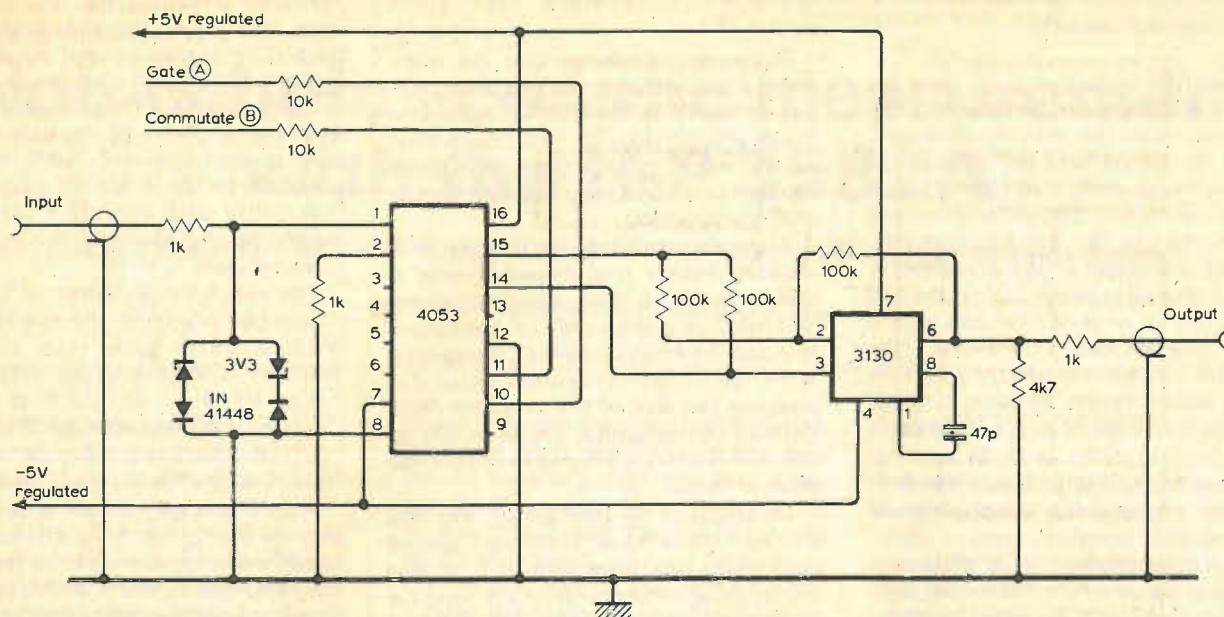 +5V regulated
Gate A
10k
Commutate B
10k
Input
1k
1
2
3
4
5
6
7
8
4053
16
15
14
13
12
11
10
9
1k
3V3
1N
41448
-5V
regulated
100k
100k
100k
2
3
7
3130
6
8
4
1
47p
4k7
1k
Output